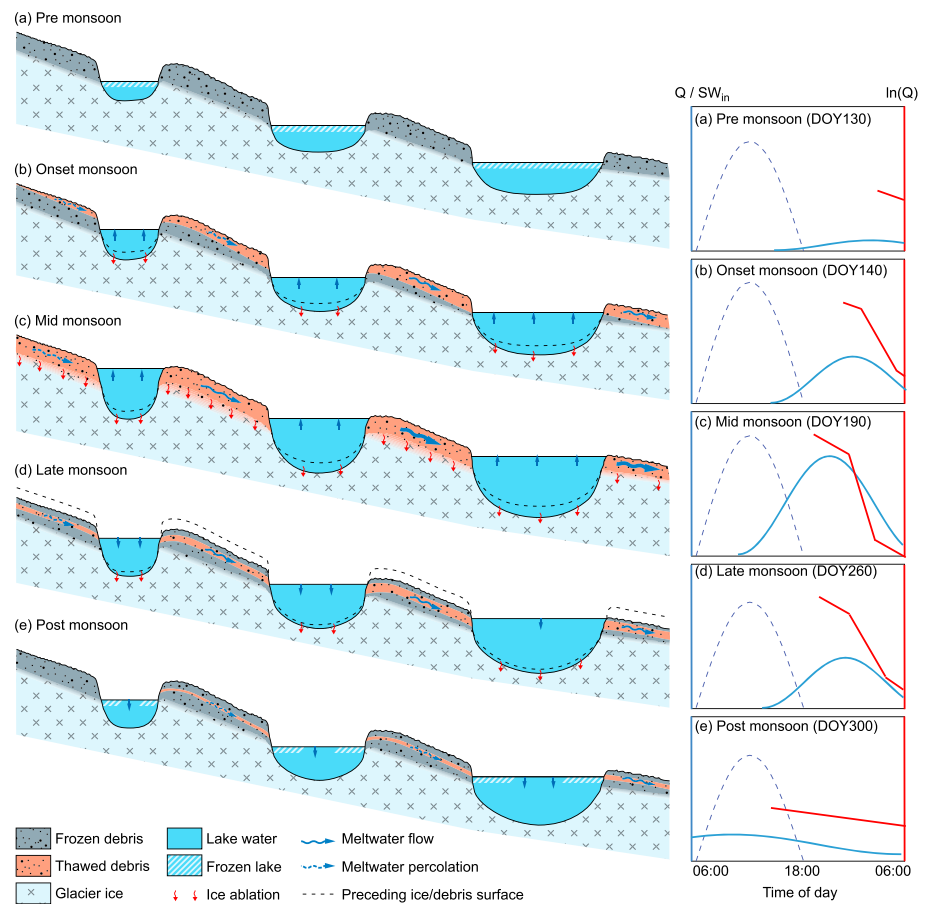 (a) Pre monsoon
(b) Onset monsoon
(c) Mid monsoon
(d) Late monsoon
(e) Post monsoon
Frozen debris
Lake water
Meltwater flow
Thawed debris
Frozen lake
Meltwater percolation
Glacier ice
Ice ablation
Preceding ice/debris surface
Q / SWin
ln(Q)
(a) Pre monsoon (DOY130)
(b) Onset monsoon (DOY140)
(c) Mid monsoon (DOY190)
(d) Late monsoon (DOY260)
(e) Post monsoon (DOY300)
06:00
18:00
06:00
Time of day